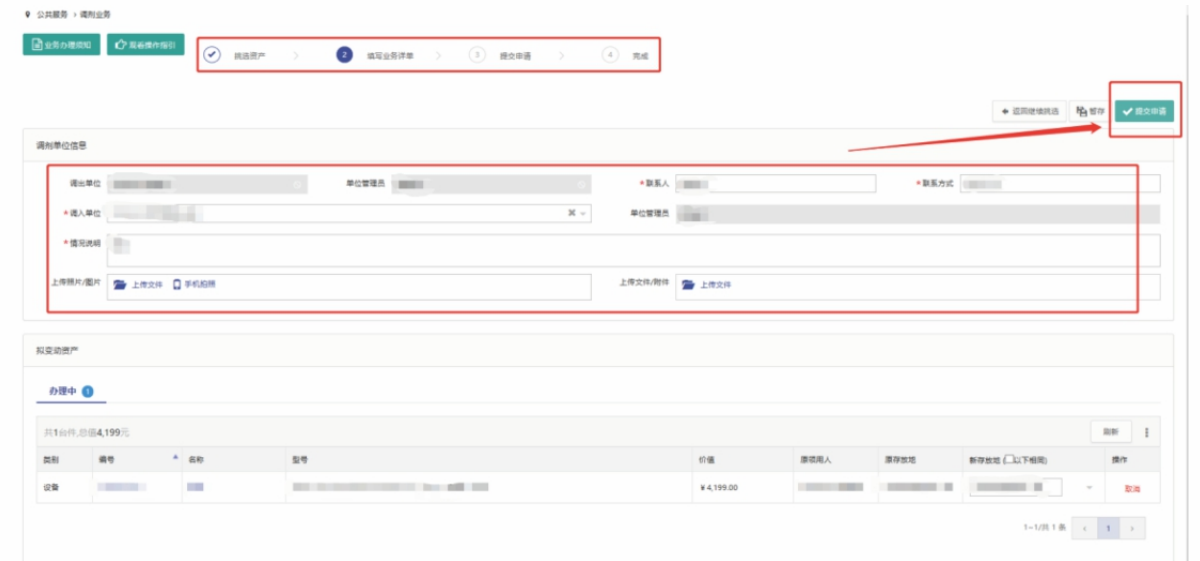 公共服务 › 调剂业务
业务办理须知 观看操作指引 挑选资产 2 填写业务详单 3 提交申请 4 完成
返回继续挑选 暂存 提交申请
调剂单位信息
调出单位 单位管理员 *联系人 *联系方式
*调入单位 单位管理员
*情况说明
上传照片/图片 上传文件 手机拍照 上传文件/附件 上传文件
拟变动资产
办理中 1
共1台件,总值4,199元 刷新
类别 编号 名称 型号 价值 原领用人 原存放地 新存放地 (以下相同) 操作
设备 ¥4,199.00 取消
1~1/共 1 条 ‹ 1 ›